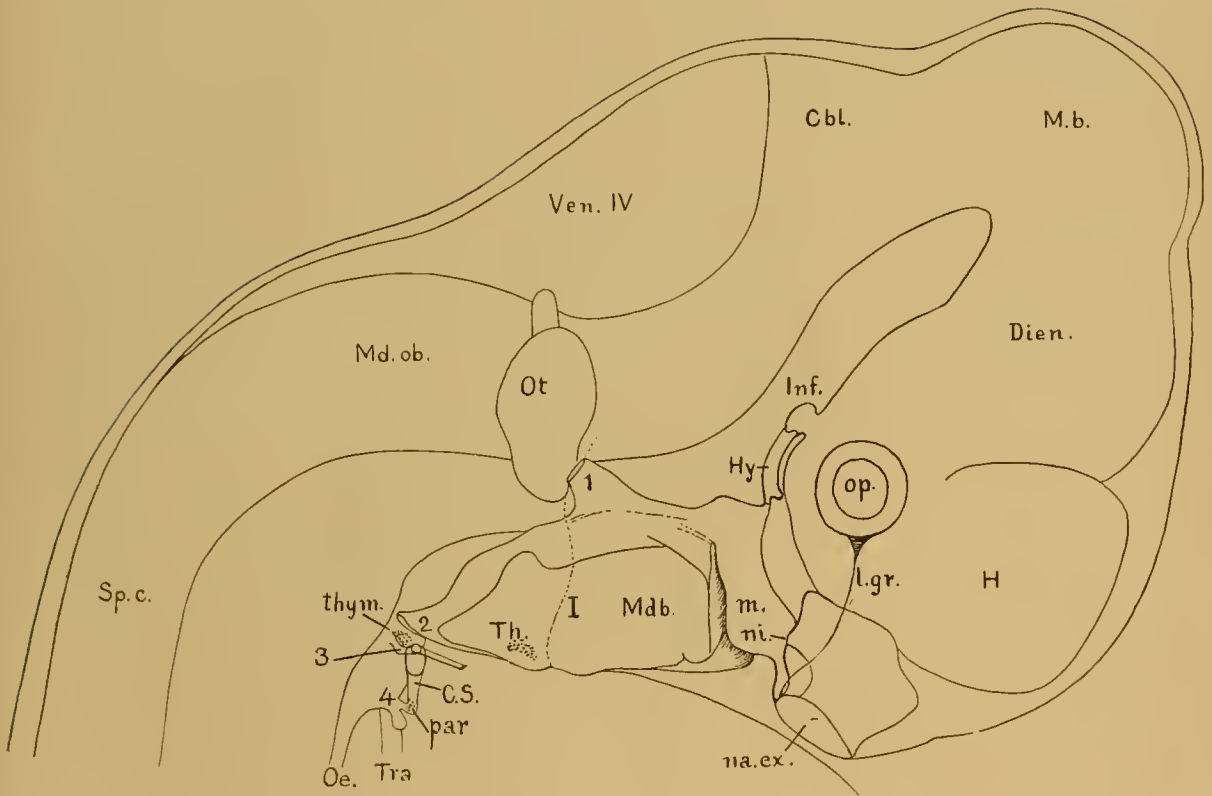 Cbl.
M.b.
Ven. IV
Dien.
Md. ob.
Ot
Inf.
Hy
op.
1
Sp. c.
thym.
2
Th.
I
Mdb.
m.
ni.
l.gr.
H
3
4
C.S.
par
na.ex.
Oe.
Tra